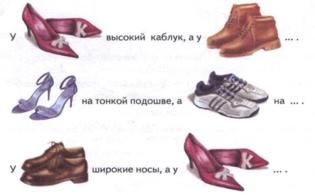 У высокий каблук, а у ... .
на тонкой подошве, а на ... .
У широкие носы, а у ... .